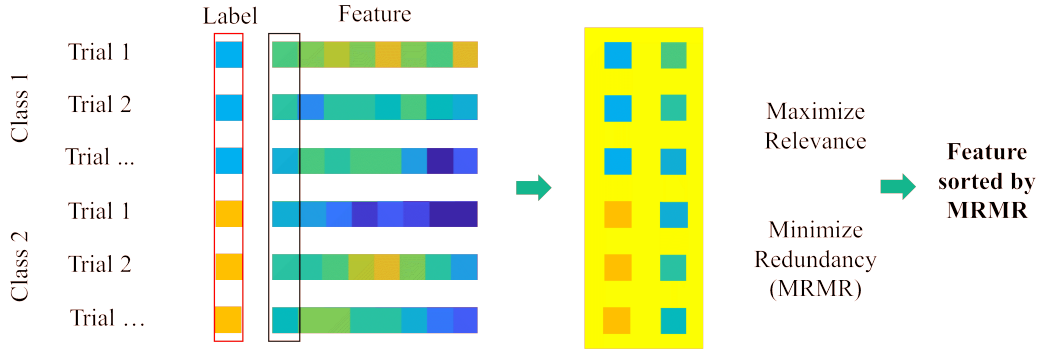 Label
Feature
Class 1
Trial 1
Trial 2
Trial ...
Class 2
Trial 1
Trial 2
Trial ...
Maximize
Relevance
Minimize
Redundancy
(MRMR)
Feature
sorted by
MRMR